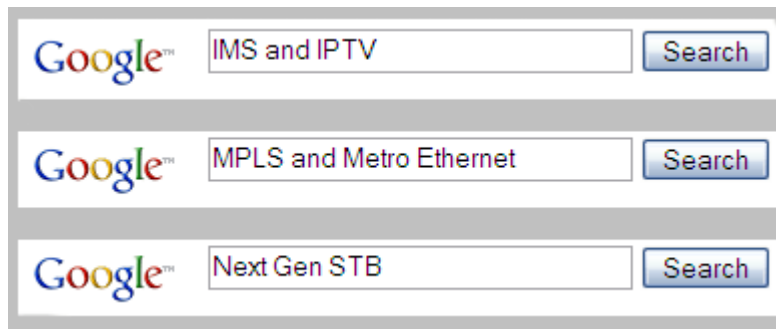 Google™ IMS and IPTV Search
Google™ MPLS and Metro Ethernet Search
Google™ Next Gen STB Search